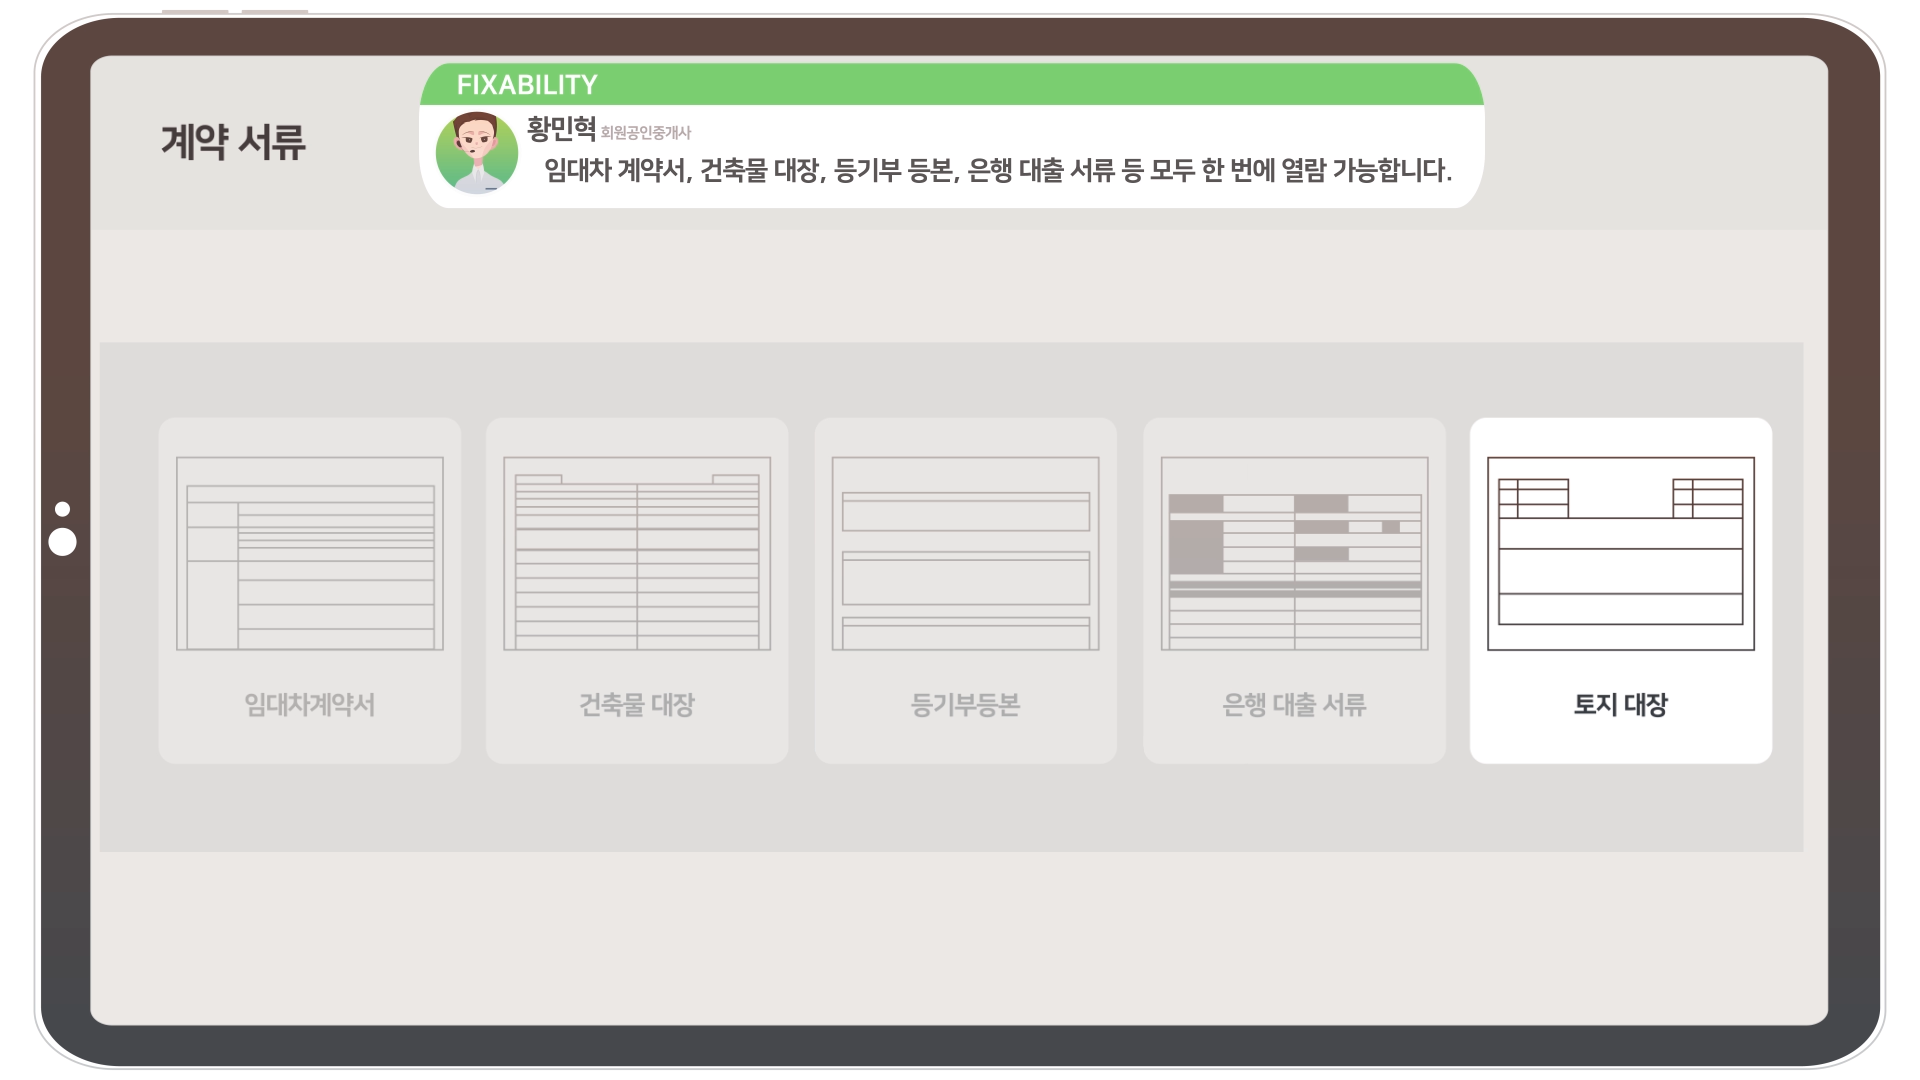 FIXABILITY
계약 서류
황민혁 회원공인중개사
임대차 계약서, 건축물 대장, 등기부 등본, 은행 대출 서류 등 모두 한 번에 열람 가능합니다.
임대차계약서
건축물 대장
등기부등본
은행 대출 서류
토지 대장